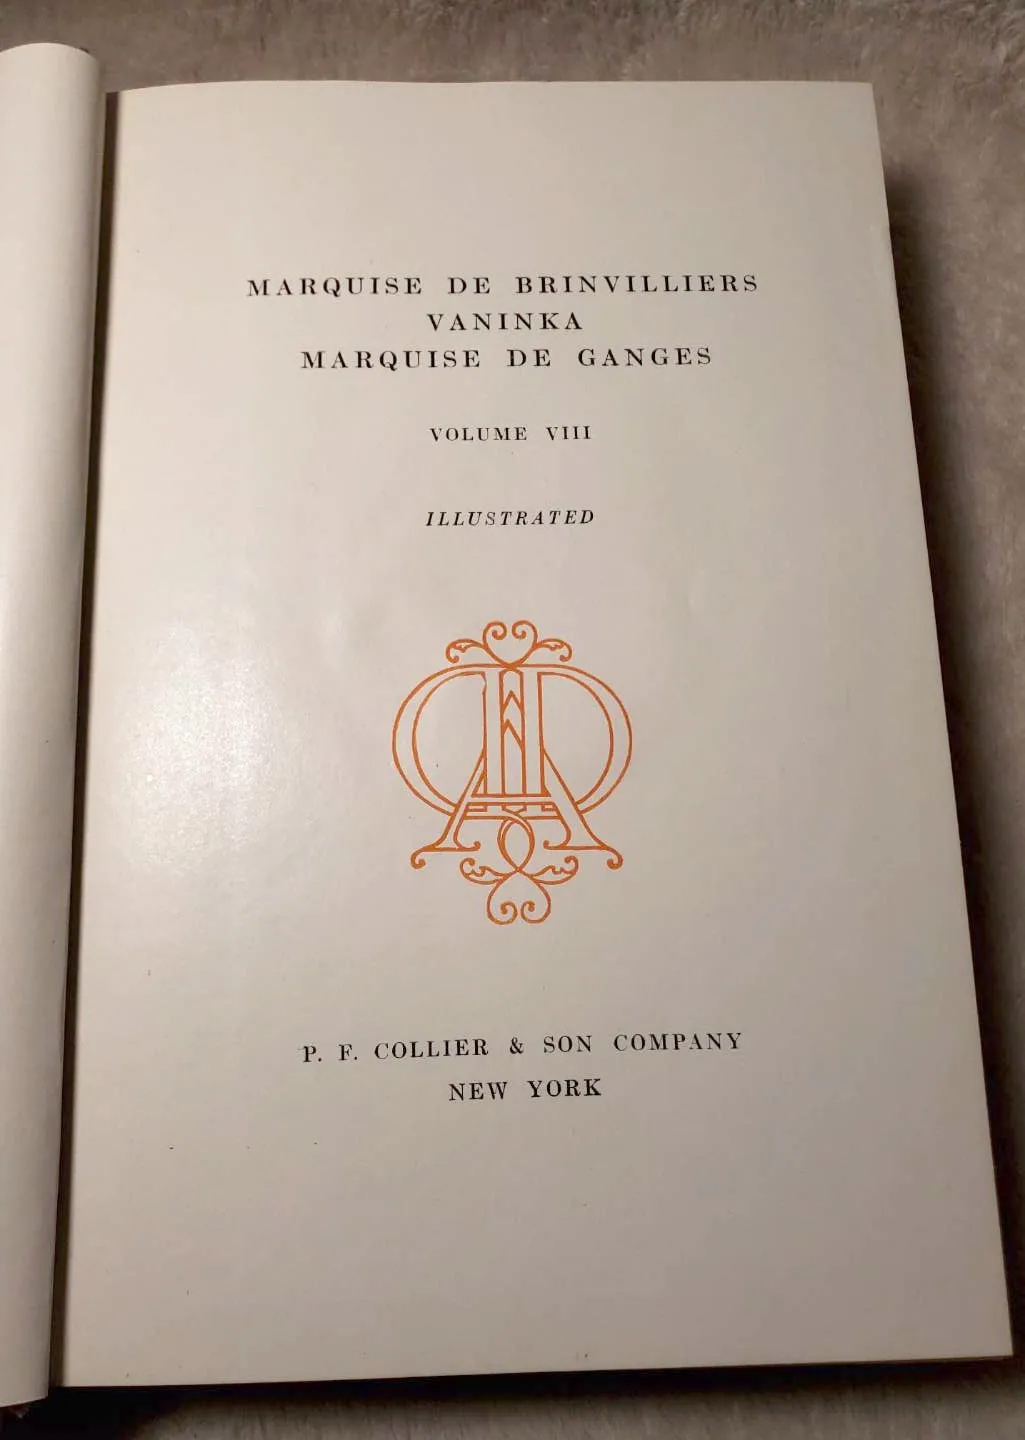 MARQUISE DE BRINVILLIERS
VANINKA
MARQUISE DE GANGES
VOLUME VIII
ILLUSTRATED
P. F. COLLIER & SON COMPANY
NEW YORK